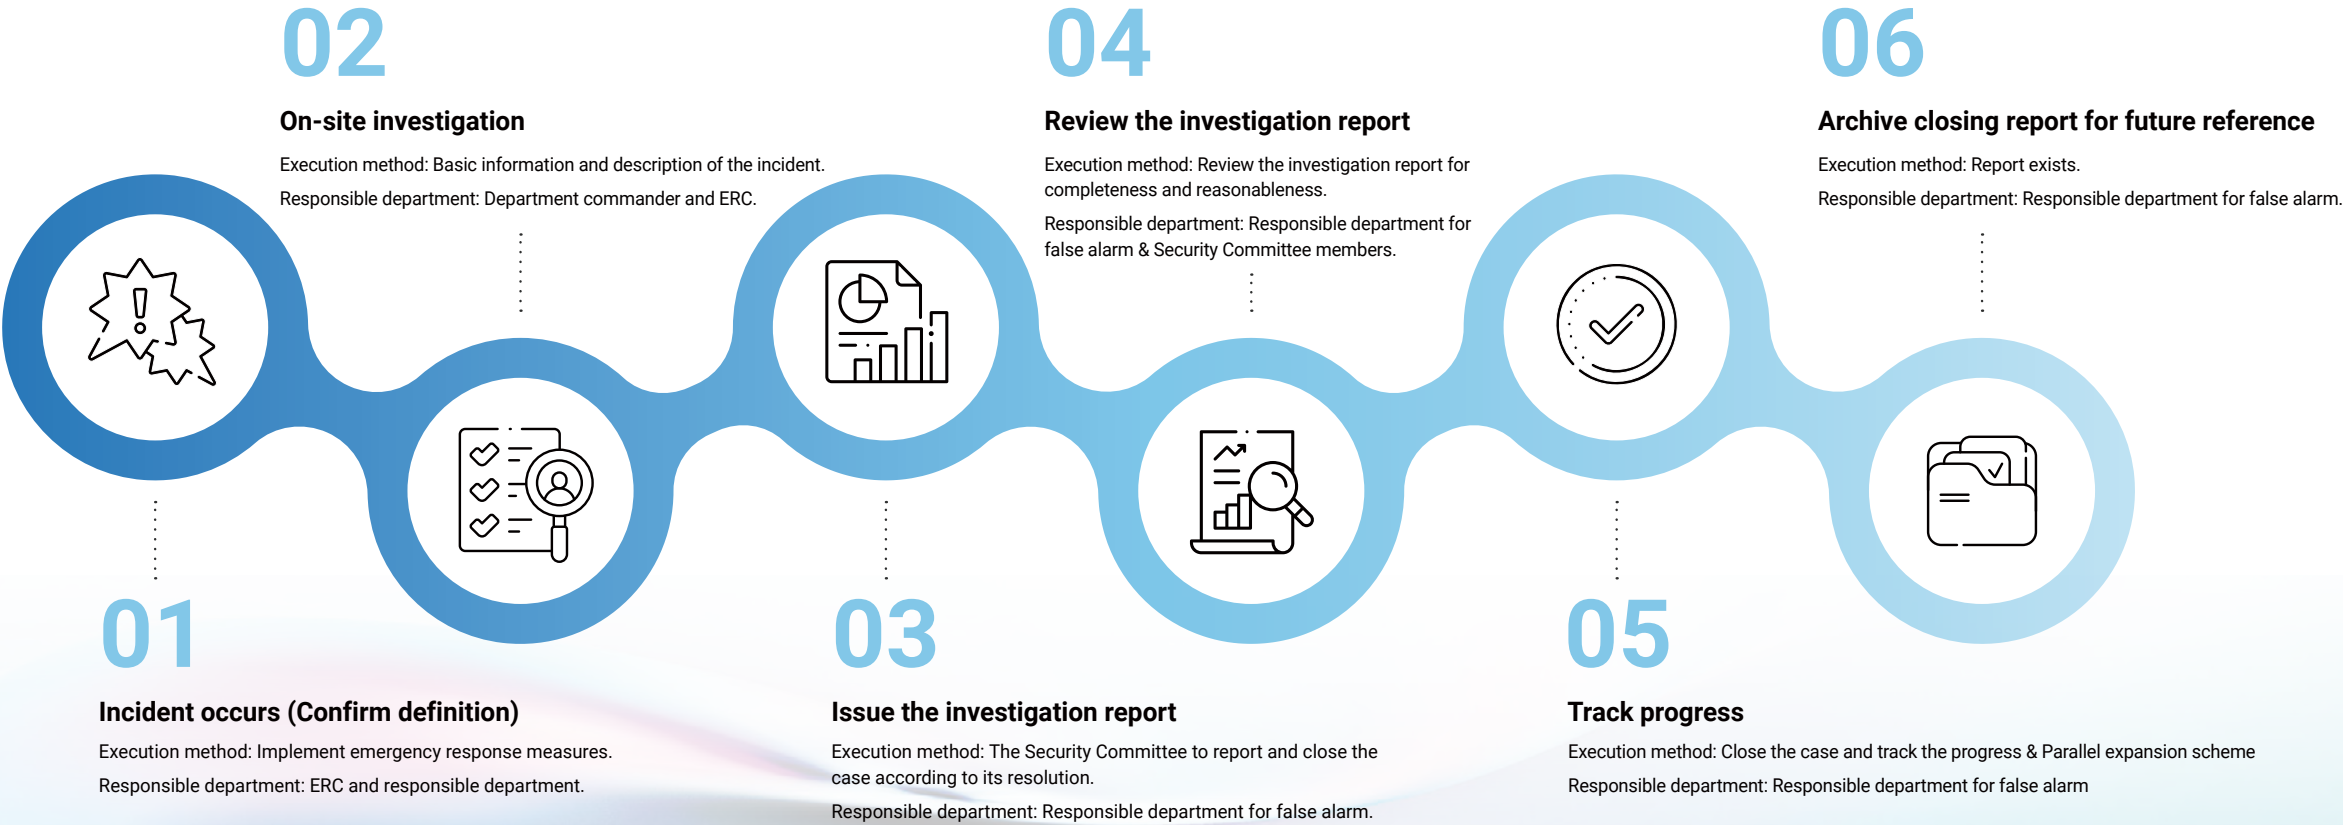 02
On-site investigation
Execution method: Basic information and description of the incident.
Responsible department: Department commander and ERC.
04
Review the investigation report
Execution method: Review the investigation report for
completeness and reasonableness.
Responsible department: Responsible department for
false alarm & Security Committee members.
06
Archive closing report for future reference
Execution method: Report exists.
Responsible department: Responsible department for false alarm.
01
Incident occurs (Confirm definition)
Execution method: Implement emergency response measures.
Responsible department: ERC and responsible department.
03
Issue the investigation report
Execution method: The Security Committee to report and close the
case according to its resolution.
Responsible department: Responsible department for false alarm.
05
Track progress
Execution method: Close the case and track the progress & Parallel expansion scheme
Responsible department: Responsible department for false alarm